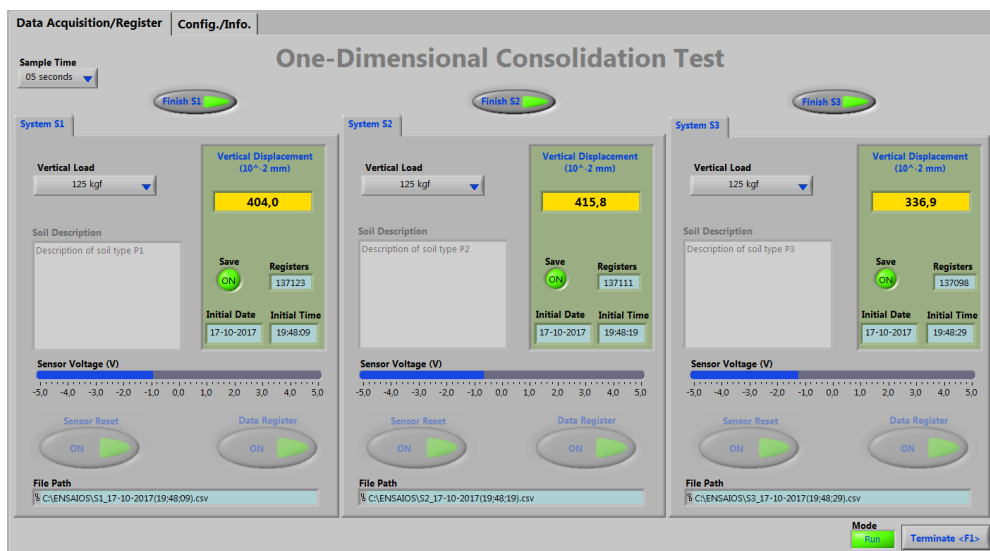 Data Acquisition/Register
Config./Info.
One-Dimensional Consolidation Test
Sample Time
05 seconds
Finish S1
Finish S2
Finish S3
System S1
Vertical Load
125 kgf
Vertical Displacement
(10^-2 mm)
404,0
Soil Description
Description of soil type P1
Save
ON
Registers
137123
Initial Date
Initial Time
17-10-2017
19:48:09
Sensor Voltage (V)
-5,0 -4,0 -3,0 -2,0 -1,0 0,0 1,0 2,0 3,0 4,0 5,0
Sensor Reset
ON
Data Register
ON
File Path
C:\ENSAIOS\S1_17-10-2017(19;48;09).csv
System S2
Vertical Load
125 kgf
Vertical Displacement
(10^-2 mm)
415,8
Soil Description
Description of soil type P2
Save
ON
Registers
137111
Initial Date
Initial Time
17-10-2017
19:48:19
Sensor Voltage (V)
-5,0 -4,0 -3,0 -2,0 -1,0 0,0 1,0 2,0 3,0 4,0 5,0
Sensor Reset
ON
Data Register
ON
File Path
C:\ENSAIOS\S2_17-10-2017(19;48;19).csv
System S3
Vertical Load
125 kgf
Vertical Displacement
(10^-2 mm)
336,9
Soil Description
Description of soil type P3
Save
ON
Registers
137098
Initial Date
Initial Time
17-10-2017
19:48:29
Sensor Voltage (V)
-5,0 -4,0 -3,0 -2,0 -1,0 0,0 1,0 2,0 3,0 4,0 5,0
Sensor Reset
ON
Data Register
ON
File Path
C:\ENSAIOS\S3_17-10-2017(19;48;29).csv
Mode
Run
Terminate <F1>